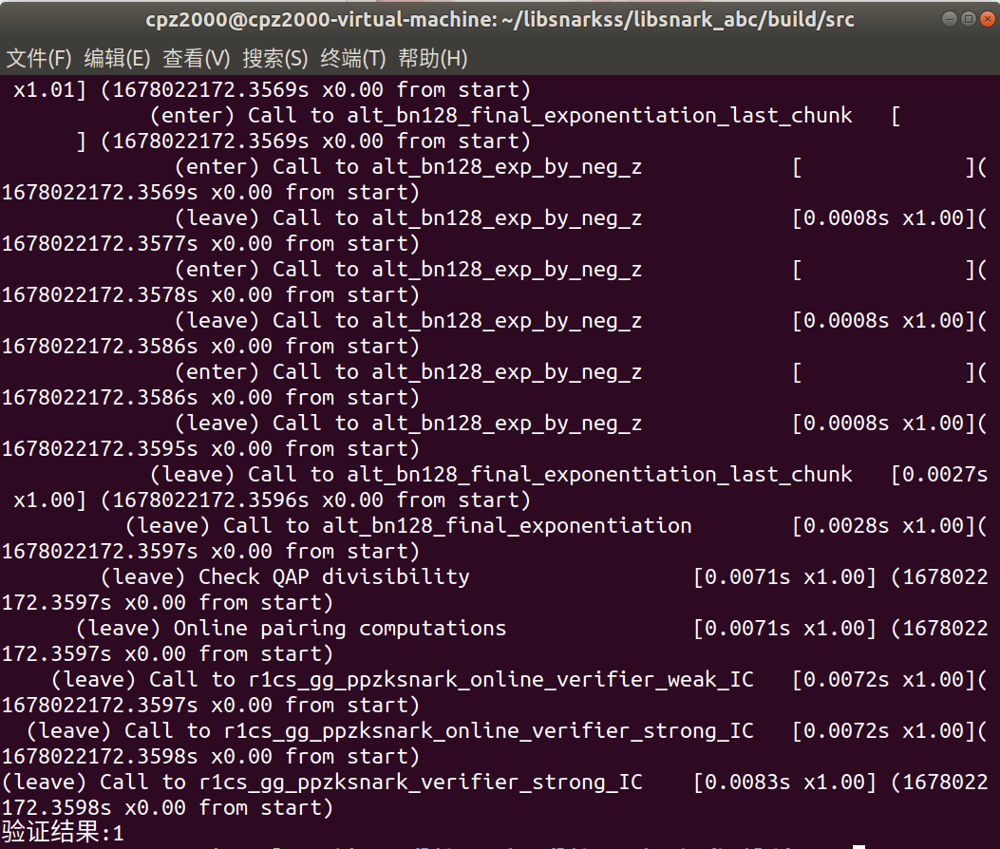 cpz2000@cpz2000-virtual-machine: ~/libsnarkss/libsnark_abc/build/src
文件(F) 编辑(E) 查看(V) 搜索(S) 终端(T) 帮助(H)
x1.01] (1678022172.3569s x0.00 from start)
(enter) Call to alt_bn128_final_exponentiation_last_chunk [
] (1678022172.3569s x0.00 from start)
(enter) Call to alt_bn128_exp_by_neg_z [ ](
1678022172.3569s x0.00 from start)
(leave) Call to alt_bn128_exp_by_neg_z [0.0008s x1.00](
1678022172.3577s x0.00 from start)
(enter) Call to alt_bn128_exp_by_neg_z [ ](
1678022172.3578s x0.00 from start)
(leave) Call to alt_bn128_exp_by_neg_z [0.0008s x1.00](
1678022172.3586s x0.00 from start)
(enter) Call to alt_bn128_exp_by_neg_z [ ](
1678022172.3586s x0.00 from start)
(leave) Call to alt_bn128_exp_by_neg_z [0.0008s x1.00](
1678022172.3595s x0.00 from start)
(leave) Call to alt_bn128_final_exponentiation_last_chunk [0.0027s
x1.00] (1678022172.3596s x0.00 from start)
(leave) Call to alt_bn128_final_exponentiation [0.0028s x1.00](
1678022172.3597s x0.00 from start)
(leave) Check QAP divisibility [0.0071s x1.00] (1678022
172.3597s x0.00 from start)
(leave) Online pairing computations [0.0071s x1.00] (1678022
172.3597s x0.00 from start)
(leave) Call to r1cs_gg_ppzksnark_online_verifier_weak_IC [0.0072s x1.00](
1678022172.3597s x0.00 from start)
(leave) Call to r1cs_gg_ppzksnark_online_verifier_strong_IC [0.0072s x1.00](
1678022172.3598s x0.00 from start)
(leave) Call to r1cs_gg_ppzksnark_verifier_strong_IC [0.0083s x1.00] (1678022
172.3598s x0.00 from start)
验证结果:1